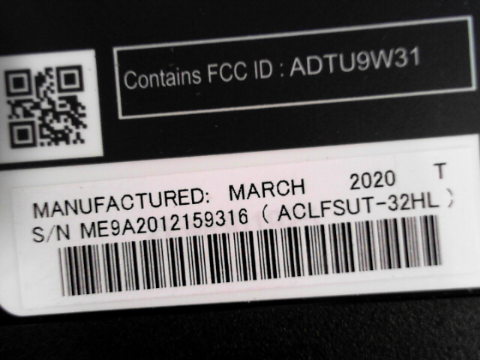 Contains FCC ID : ADTU9W31
MANUFACTURED: MARCH 2020 T
S/N ME9A2012159316 ( ACLFSUT-32HL )